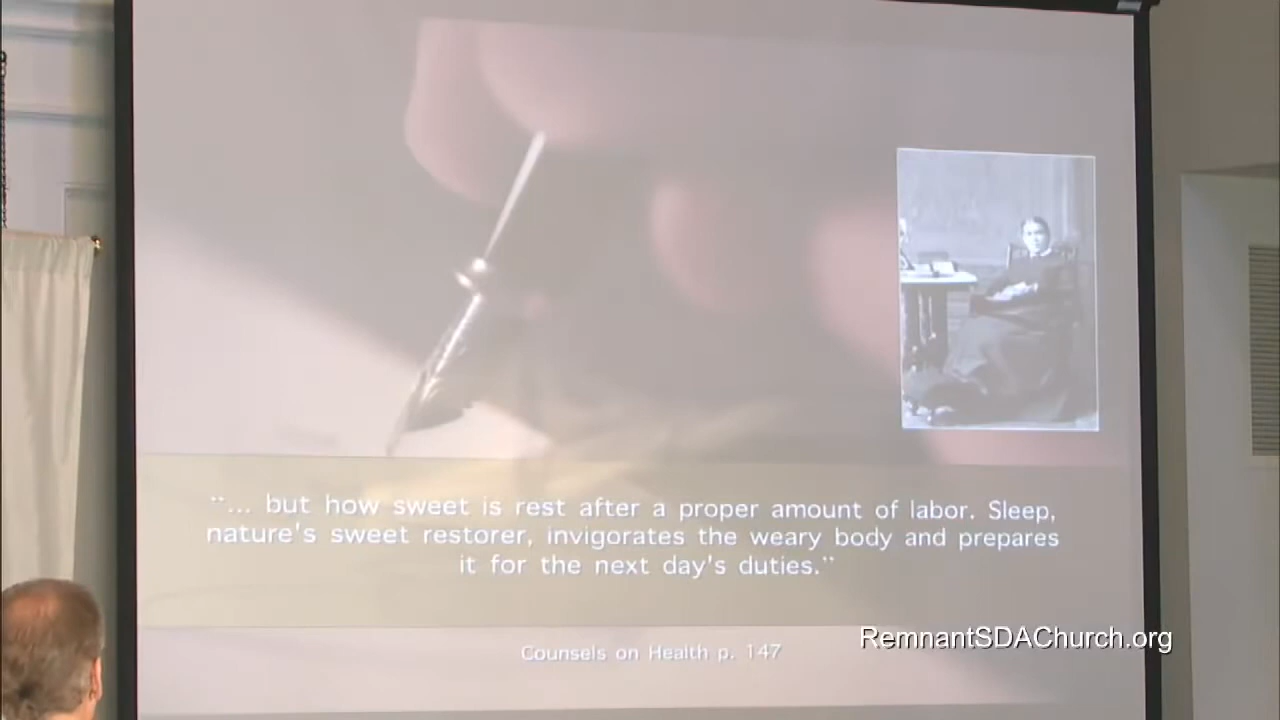 "... but how sweet is rest after a proper amount of labor. Sleep,
nature's sweet restorer, invigorates the weary body and prepares
it for the next day's duties."
Counsels on Health p. 147
RemnantSDAChurch.org